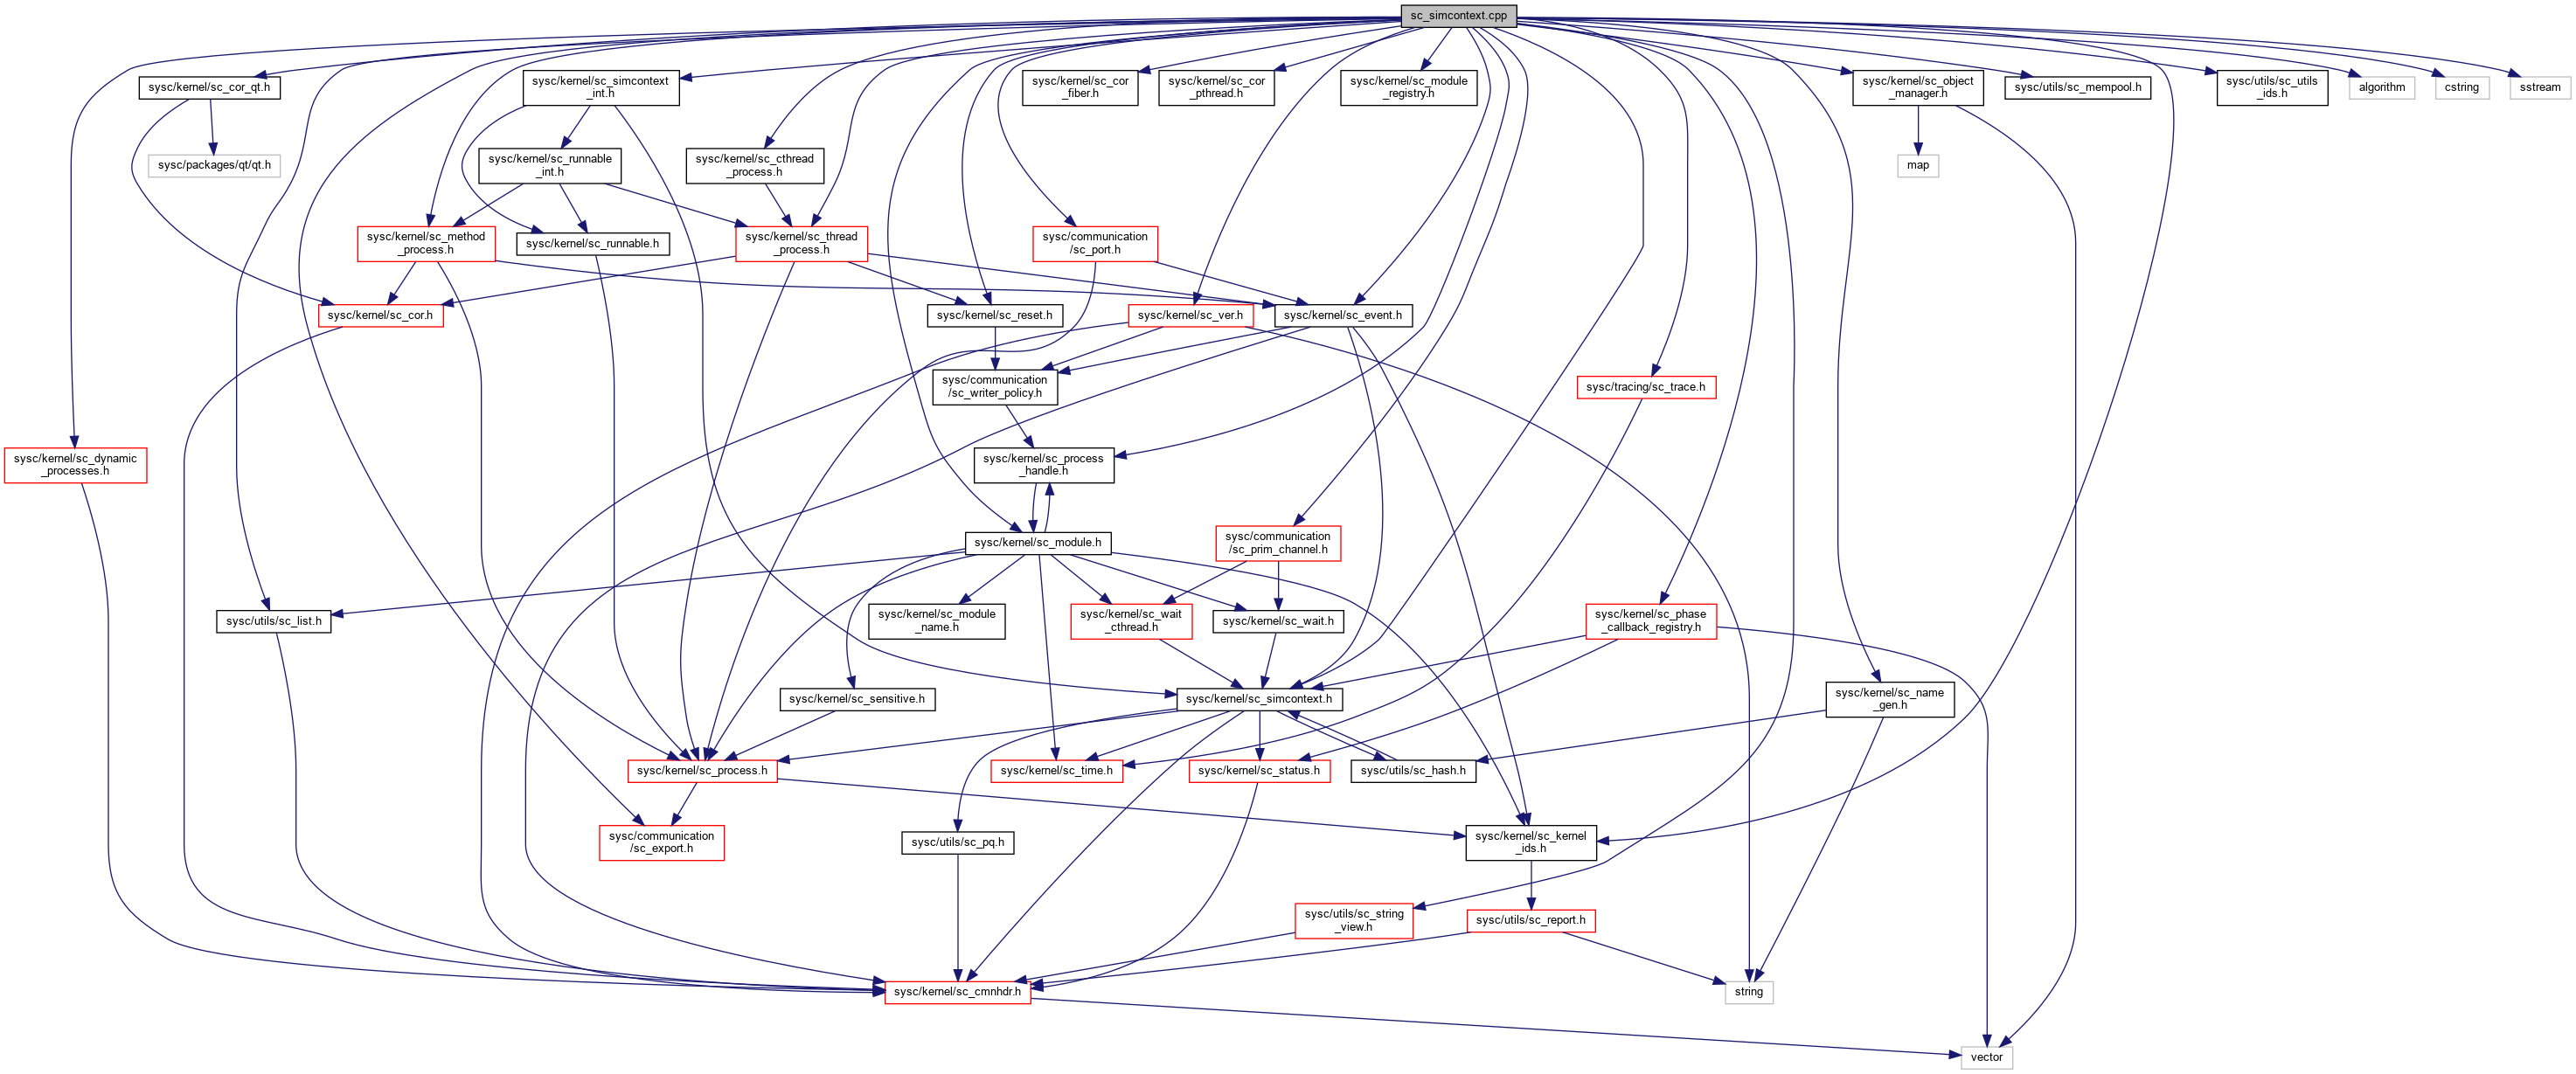 sc_simcontext.cpp
sysc/kernel/sc_cor_qt.h
sysc/kernel/sc_simcontext
_int.h
sysc/kernel/sc_cor
_fiber.h
sysc/kernel/sc_cor
_pthread.h
sysc/kernel/sc_module
_registry.h
sysc/kernel/sc_object
_manager.h
sysc/utils/sc_mempool.h
sysc/utils/sc_utils
_ids.h
algorithm
cstring
sstream
sysc/packages/qt/qt.h
sysc/kernel/sc_runnable
_int.h
sysc/kernel/sc_cthread
_process.h
map
sysc/kernel/sc_method
_process.h
sysc/kernel/sc_runnable.h
sysc/kernel/sc_thread
_process.h
sysc/communication
/sc_port.h
sysc/kernel/sc_cor.h
sysc/kernel/sc_reset.h
sysc/kernel/sc_ver.h
sysc/kernel/sc_event.h
sysc/communication
/sc_writer_policy.h
sysc/tracing/sc_trace.h
sysc/kernel/sc_dynamic
_processes.h
sysc/kernel/sc_process
_handle.h
sysc/kernel/sc_module.h
sysc/communication
/sc_prim_channel.h
sysc/utils/sc_list.h
sysc/kernel/sc_module
_name.h
sysc/kernel/sc_wait
_cthread.h
sysc/kernel/sc_wait.h
sysc/kernel/sc_phase
_callback_registry.h
sysc/kernel/sc_sensitive.h
sysc/kernel/sc_simcontext.h
sysc/kernel/sc_name
_gen.h
sysc/kernel/sc_process.h
sysc/kernel/sc_time.h
sysc/kernel/sc_status.h
sysc/utils/sc_hash.h
sysc/communication
/sc_export.h
sysc/utils/sc_pq.h
sysc/kernel/sc_kernel
_ids.h
sysc/utils/sc_string
_view.h
sysc/utils/sc_report.h
sysc/kernel/sc_cmnhdr.h
string
vector